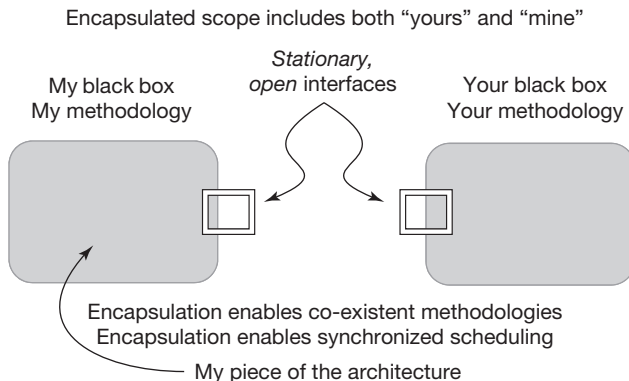 Encapsulated scope includes both “yours” and “mine”
Stationary,
open interfaces
My black box
My methodology
Your black box
Your methodology
Encapsulation enables co-existent methodologies
Encapsulation enables synchronized scheduling
My piece of the architecture